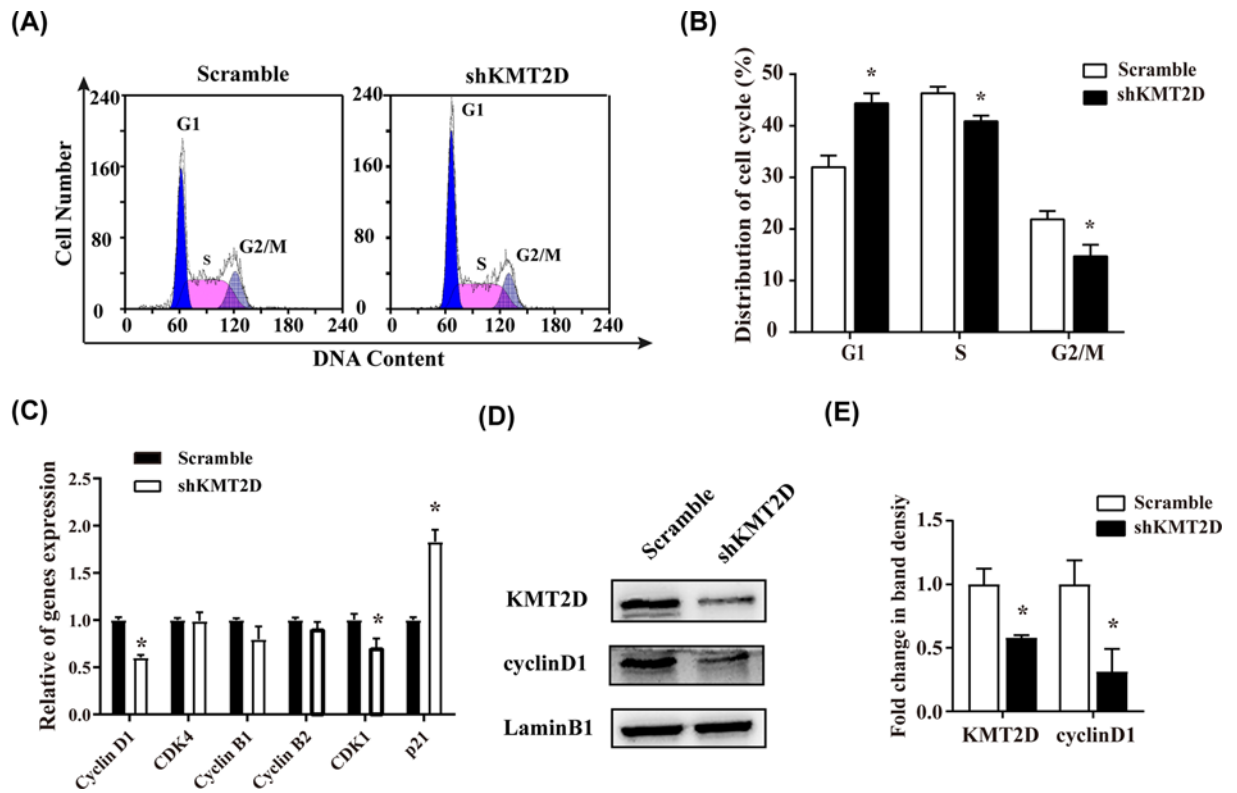 (A)
Scramble
shKMT2D
240
160
80
0
G1
S
G2/M
0 60 120 180 240
240
160
80
0
G1
S
G2/M
0 60 120 180 240
Cell Number
DNA Content
(B)
Distribution of cell cycle (%)
50
40
30
20
10
0
* * *
Scramble
shKMT2D
G1 S G2/M
(C)
Scramble
shKMT2D
Relative of genes expression
2.5
2.0
1.5
1.0
0.5
0.0
* * *
Cyclin D1
CDK4
Cyclin B1
Cyclin B2
CDK1
p21
(D)
Scramble
shKMT2D
KMT2D
cyclinD1
LaminB1
(E)
Scramble
shKMT2D
Fold change in band densiy
1.5
1.0
0.5
0.0
* *
KMT2D cyclinD1